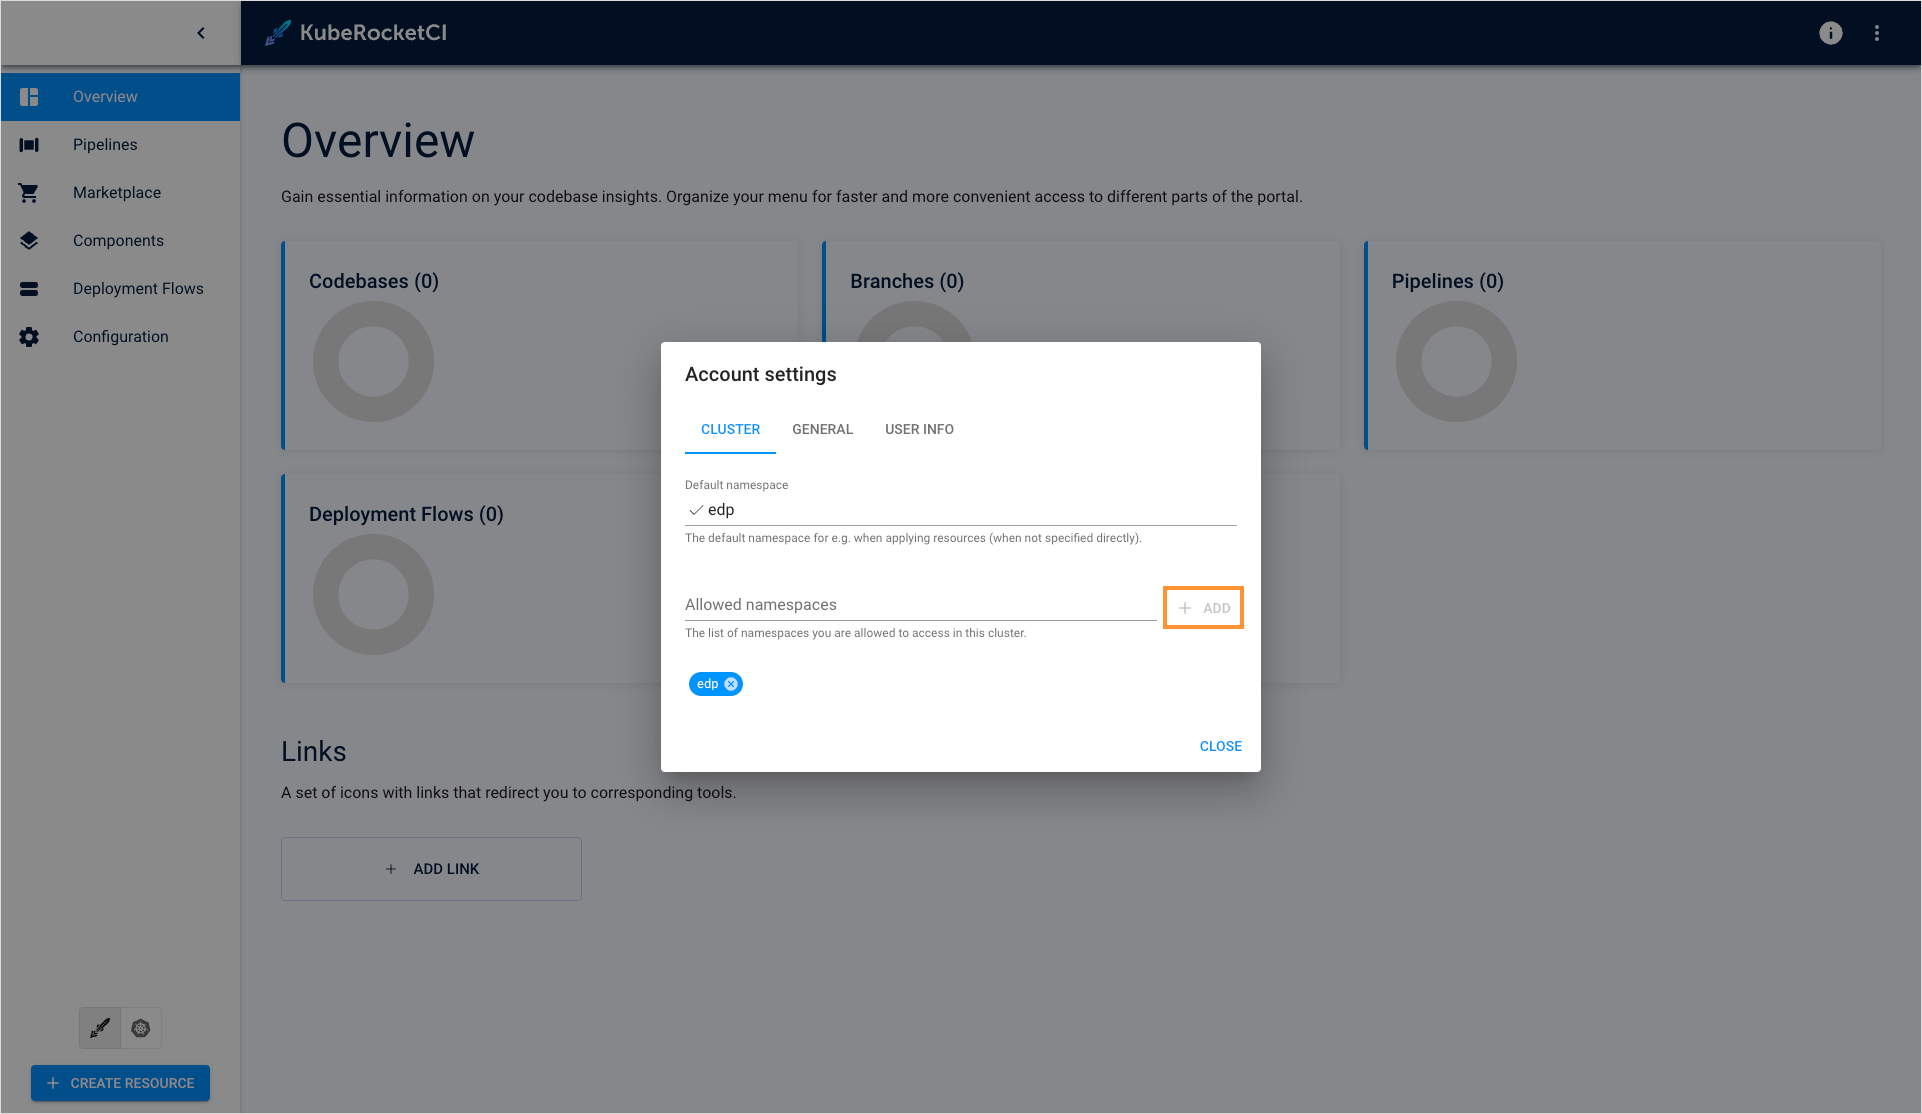 KubeRocketCI
Overview
Pipelines
Marketplace
Components
Deployment Flows
Configuration
CREATE RESOURCE
Overview
Gain essential information on your codebase insights. Organize your menu for faster and more convenient access to different parts of the portal.
Codebases (0)
Branches (0)
Pipelines (0)
Deployment Flows (0)
Links
A set of icons with links that redirect you to corresponding tools.
ADD LINK
Account settings
CLUSTER GENERAL USER INFO
Default namespace
edp
The default namespace for e.g. when applying resources (when not specified directly).
Allowed namespaces
ADD
The list of namespaces you are allowed to access in this cluster.
edp
CLOSE